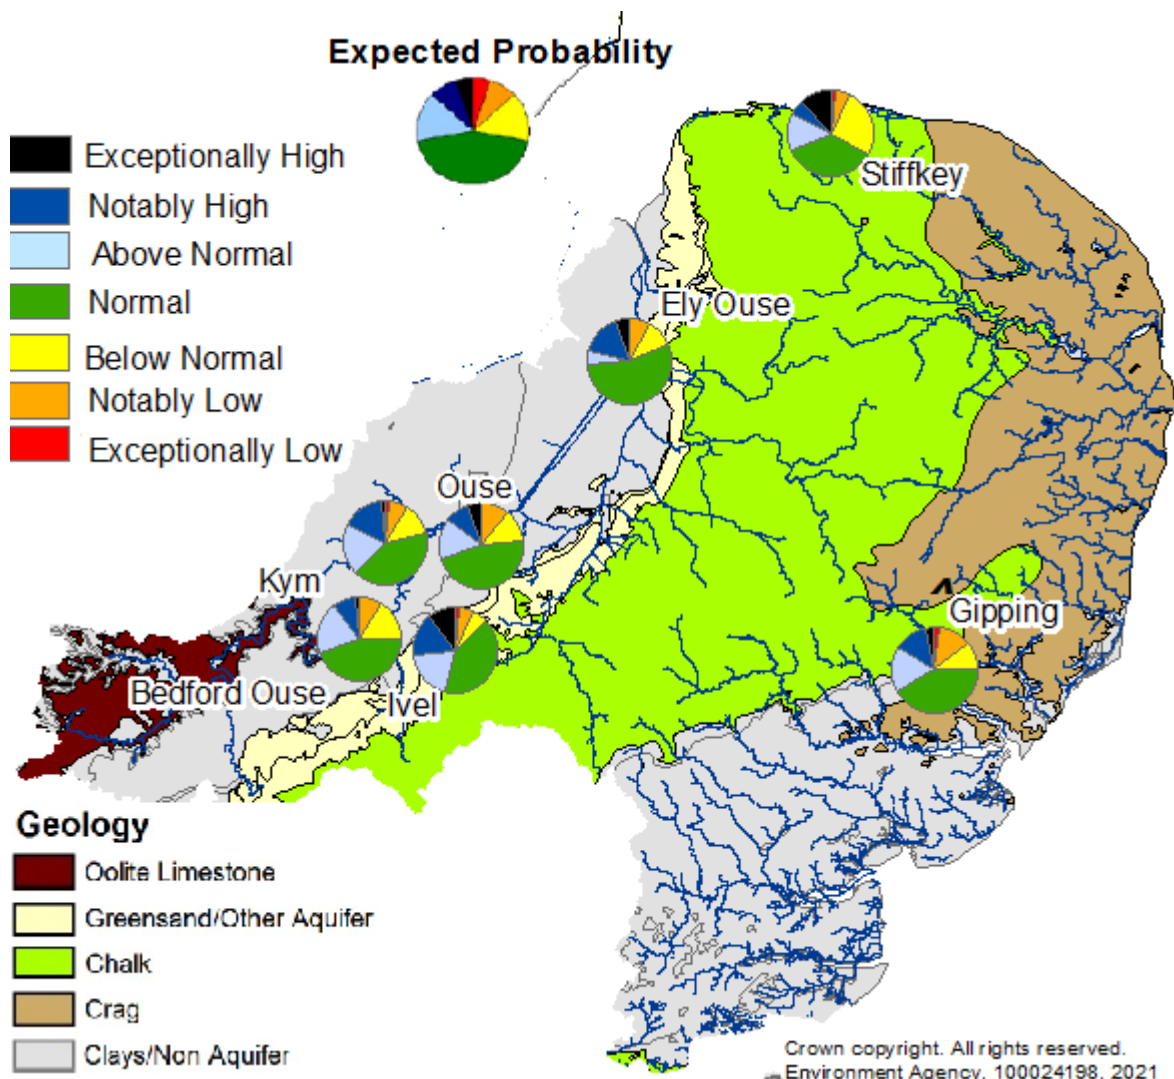 Expected Probability
Exceptionally High
Notably High
Above Normal
Normal
Below Normal
Notably Low
Exceptionally Low
Stiffkey
Ely Ouse
Ouse
Kym
Gipping
Bedford Ouse
Ivel
Geology
Oolite Limestone
Greensand/Other Aquifer
Chalk
Crag
Clays/Non Aquifer
Crown copyright. All rights reserved.
Environment Agency, 100024198, 2021